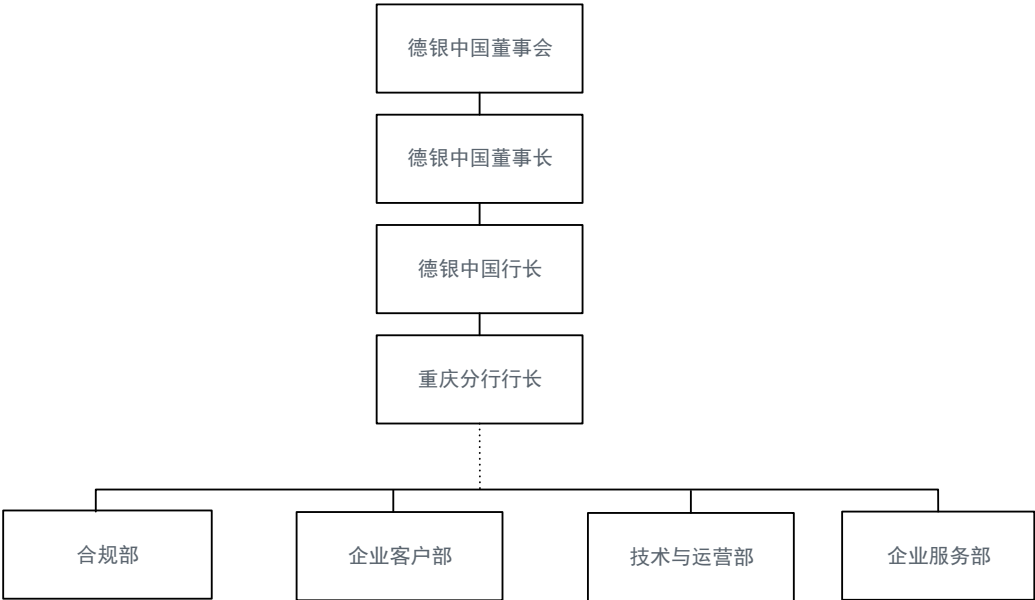 德银中国董事会
德银中国董事长
德银中国行长
重庆分行行长
合规部
企业客户部
技术与运营部
企业服务部